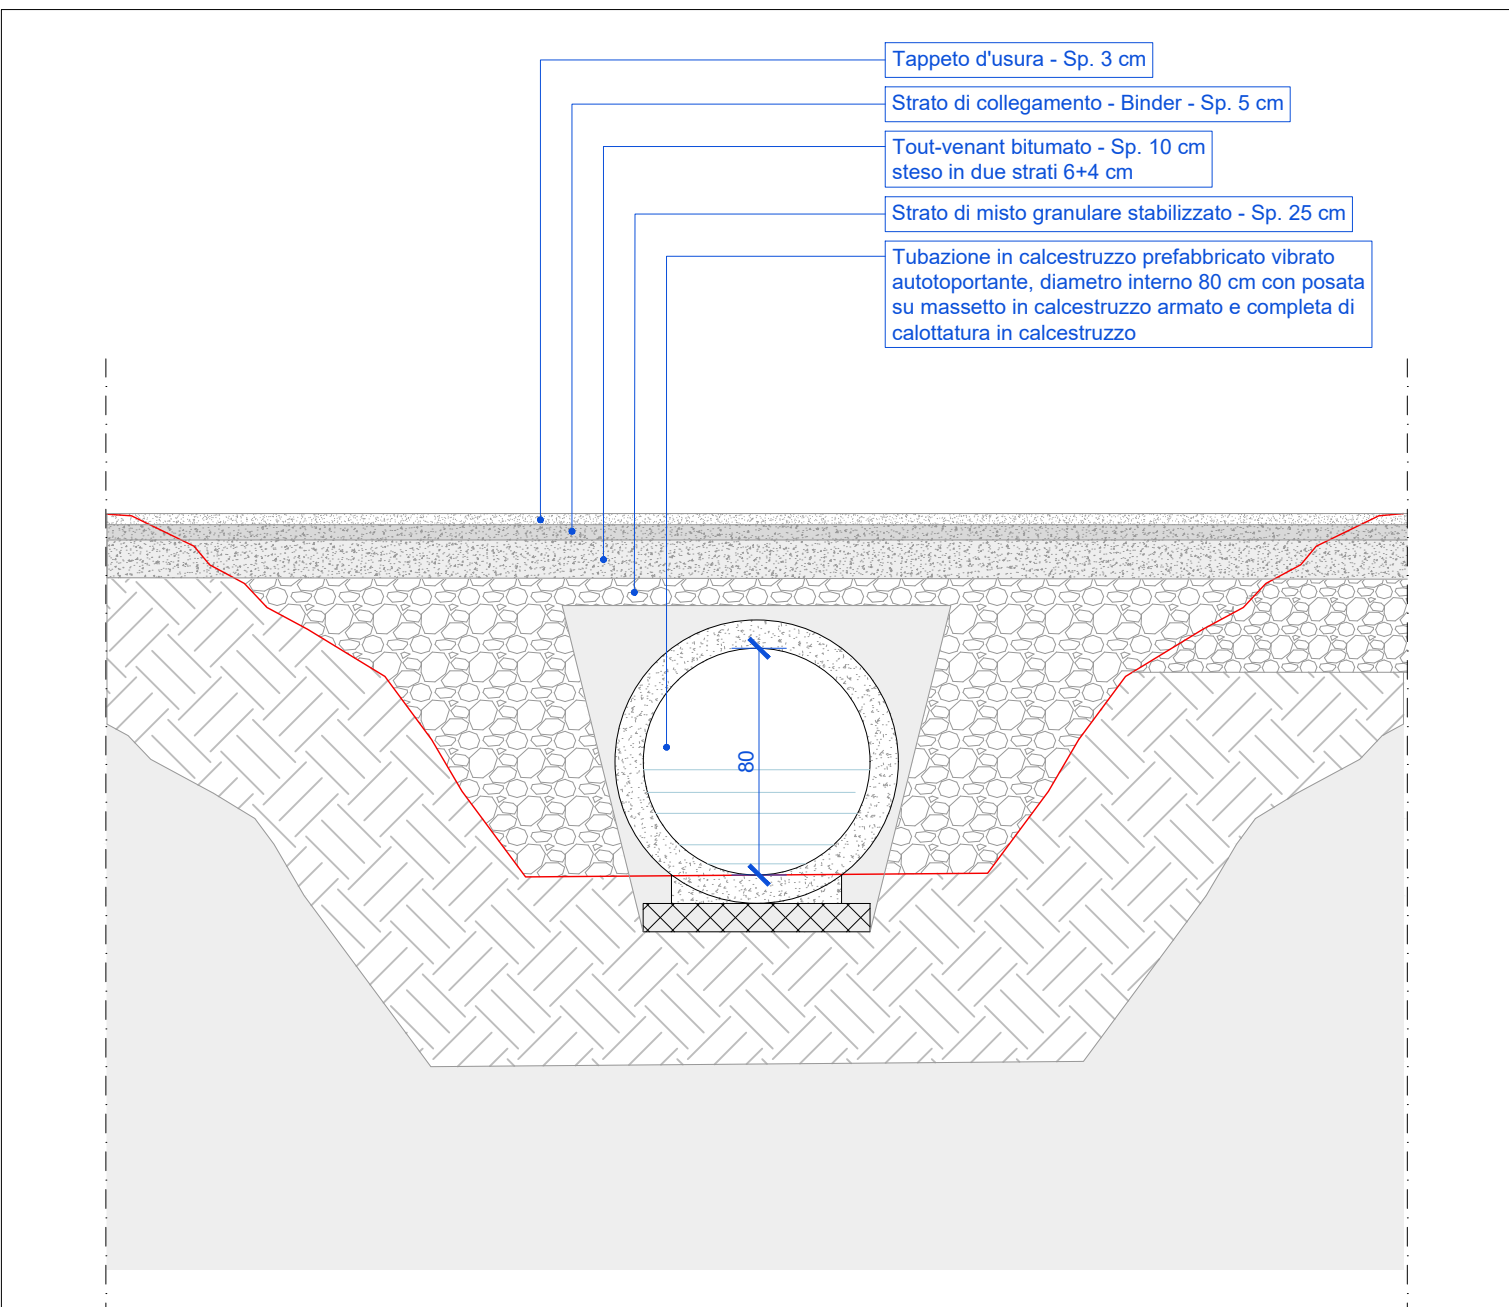 Tappeto d'usura - Sp. 3 cm
Strato di collegamento - Binder - Sp. 5 cm
Tout-venant bitumato - Sp. 10 cm
steso in due strati 6+4 cm
Strato di misto granulare stabilizzato - Sp. 25 cm
Tubazione in calcestruzzo prefabbricato vibrato
autotoportante, diametro interno 80 cm con posata
su massetto in calcestruzzo armato e completa di
calottatura in calcestruzzo
80